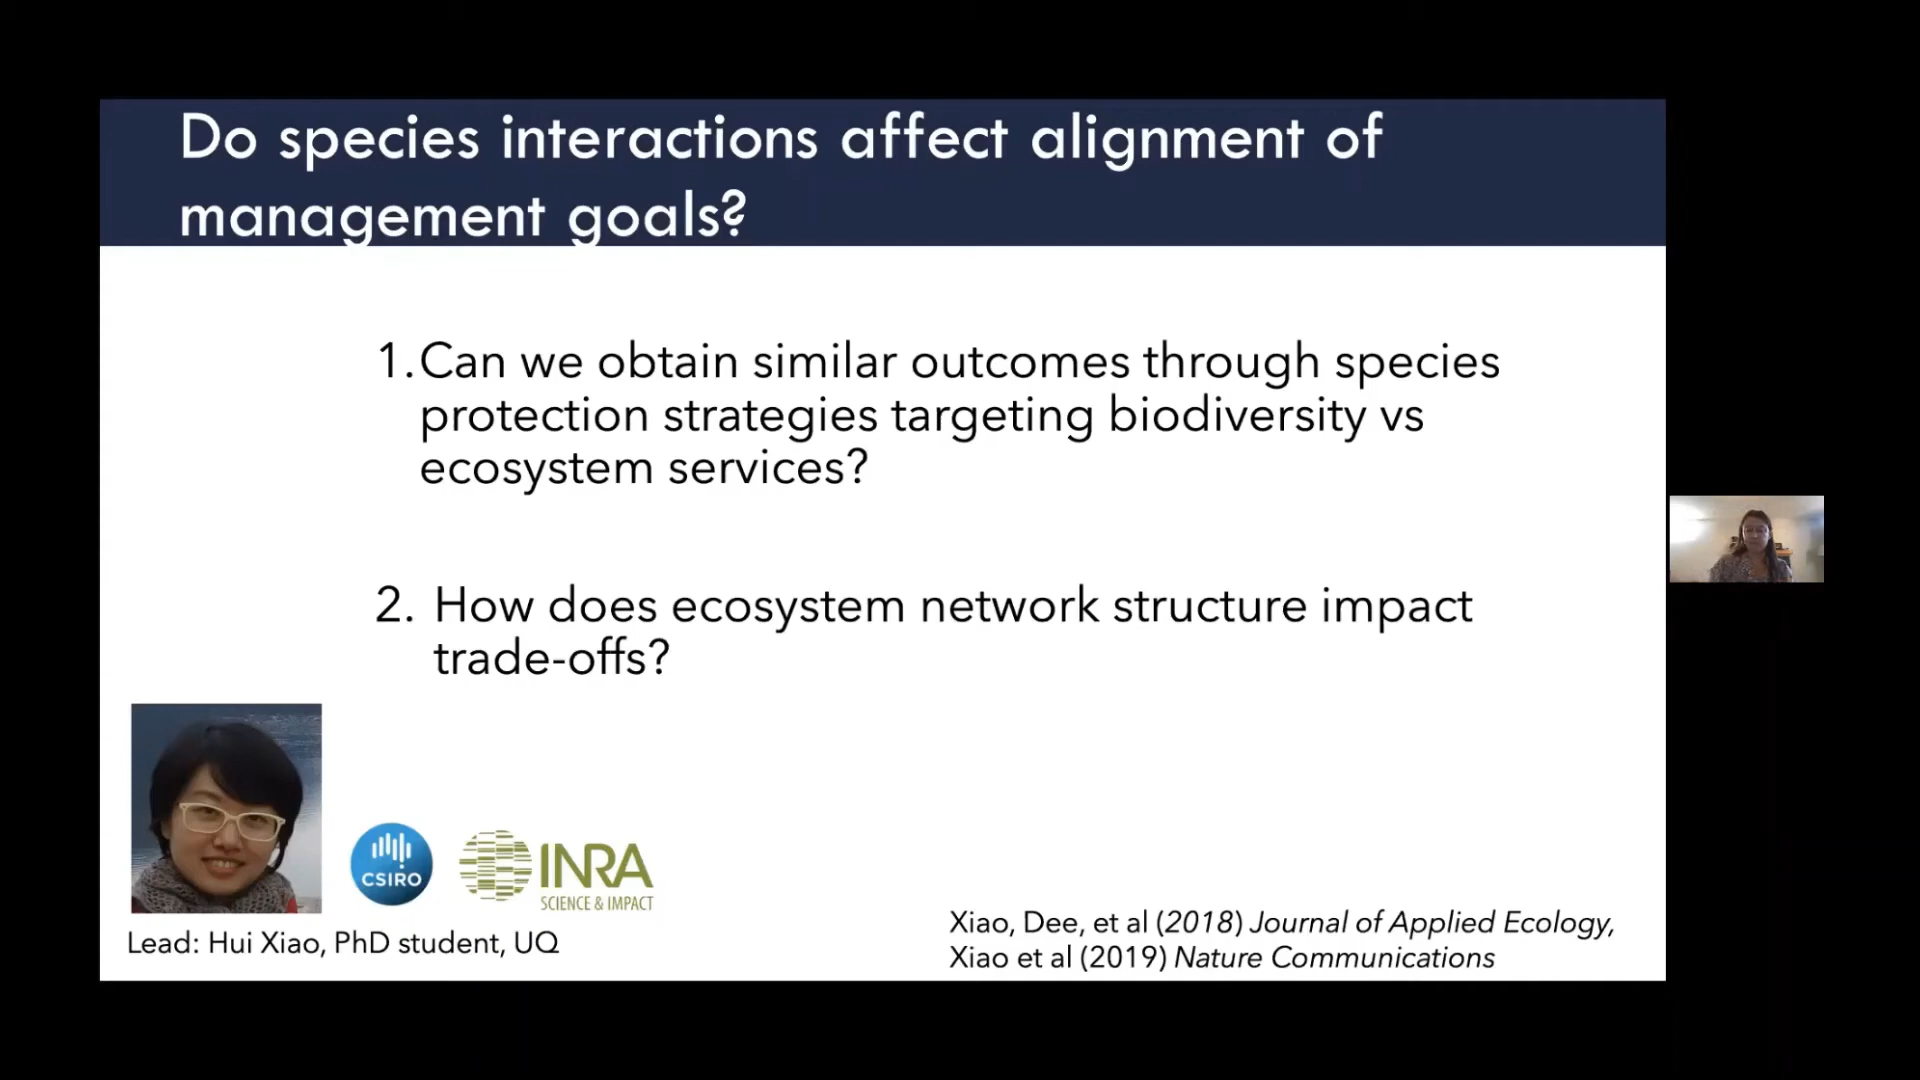 Do species interactions affect alignment of
management goals?
1. Can we obtain similar outcomes through species
protection strategies targeting biodiversity vs
ecosystem services?
2. How does ecosystem network structure impact
trade-offs?
CSIRO
INRA
SCIENCE & IMPACT
Lead: Hui Xiao, PhD student, UQ
Xiao, Dee, et al (2018) Journal of Applied Ecology,
Xiao et al (2019) Nature Communications